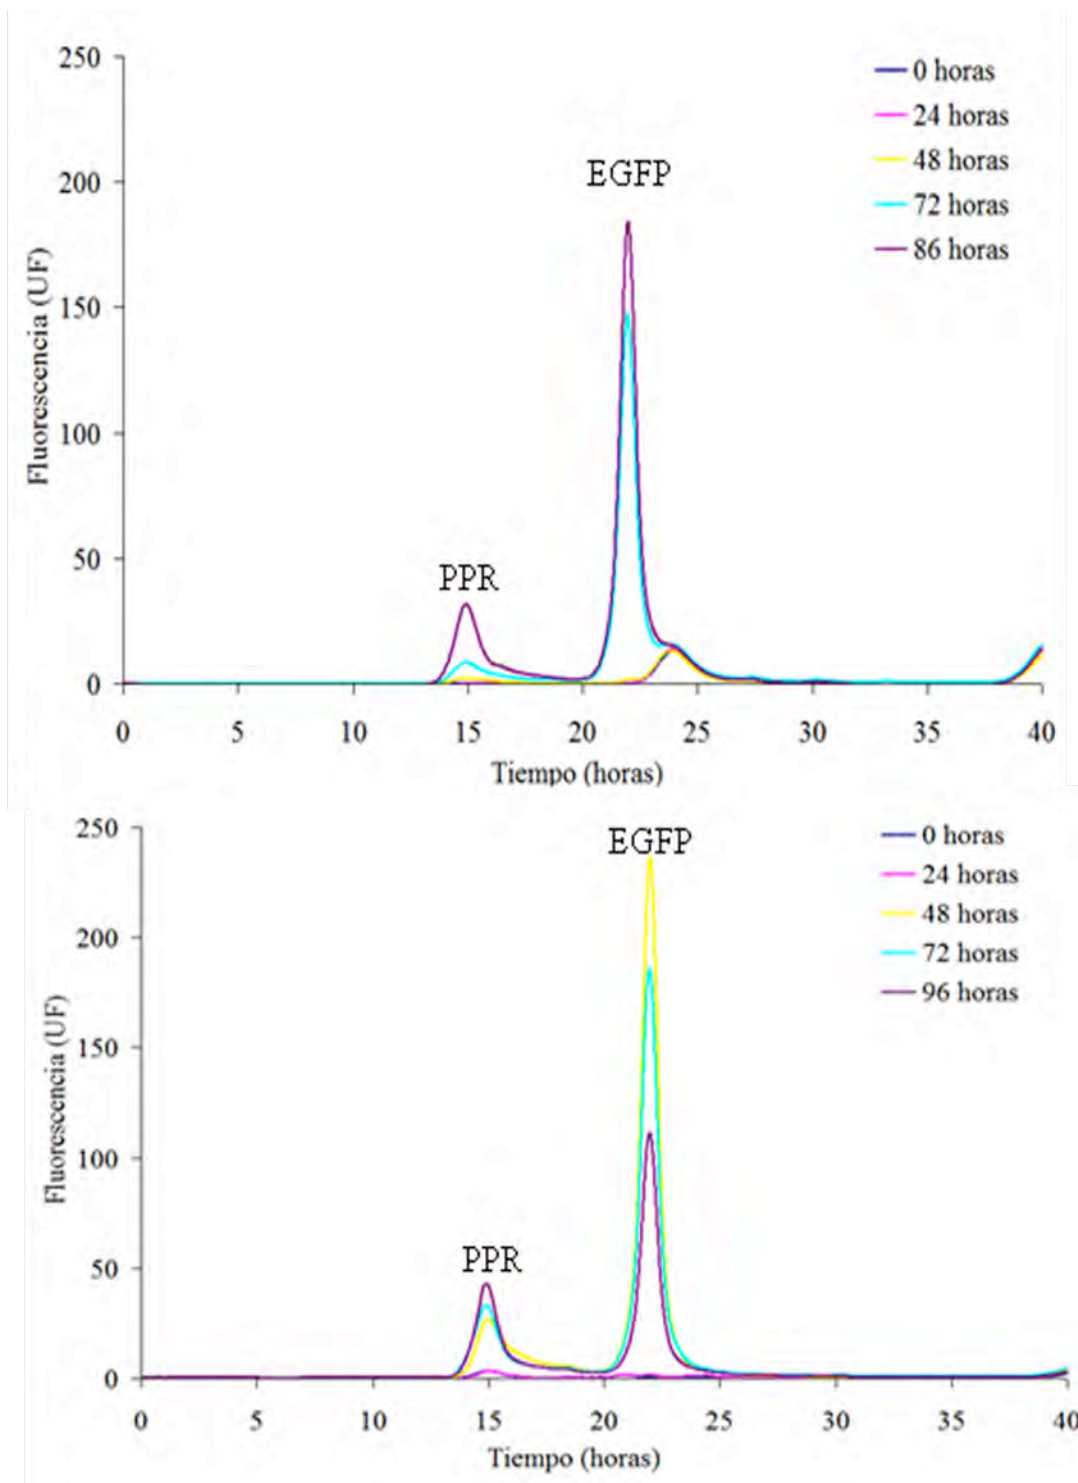 250
0 horas
24 horas
48 horas
200
EGFP
72 horas
86 horas
150
Fluorescencia (UF)
100
50
PPR
0
0 5 10 15 20 25 30 35 40
Tiempo (horas)
250
EGFP
0 horas
24 horas
48 horas
200
72 horas
96 horas
150
Fluorescencia (UF)
100
50
PPR
0
0 5 10 15 20 25 30 35 40
Tiempo (horas)